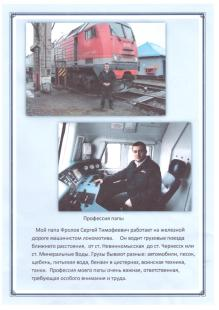 Профессия папы
Мой папа Фролов Сергей Тимофеевич работает на железной
дороге машинистом локомотива. Он водит грузовые поезда
ближнего расстояния, от ст. Невинномысская до ст. Черкесск или
ст. Минеральные Воды. Грузы бывают разные: автомобили, песок,
щебень, питьевая вода, бензин в цистернах, воинская техника,
танки. Профессия моего папы очень важная, ответственная,
требующая особого внимания и труда.